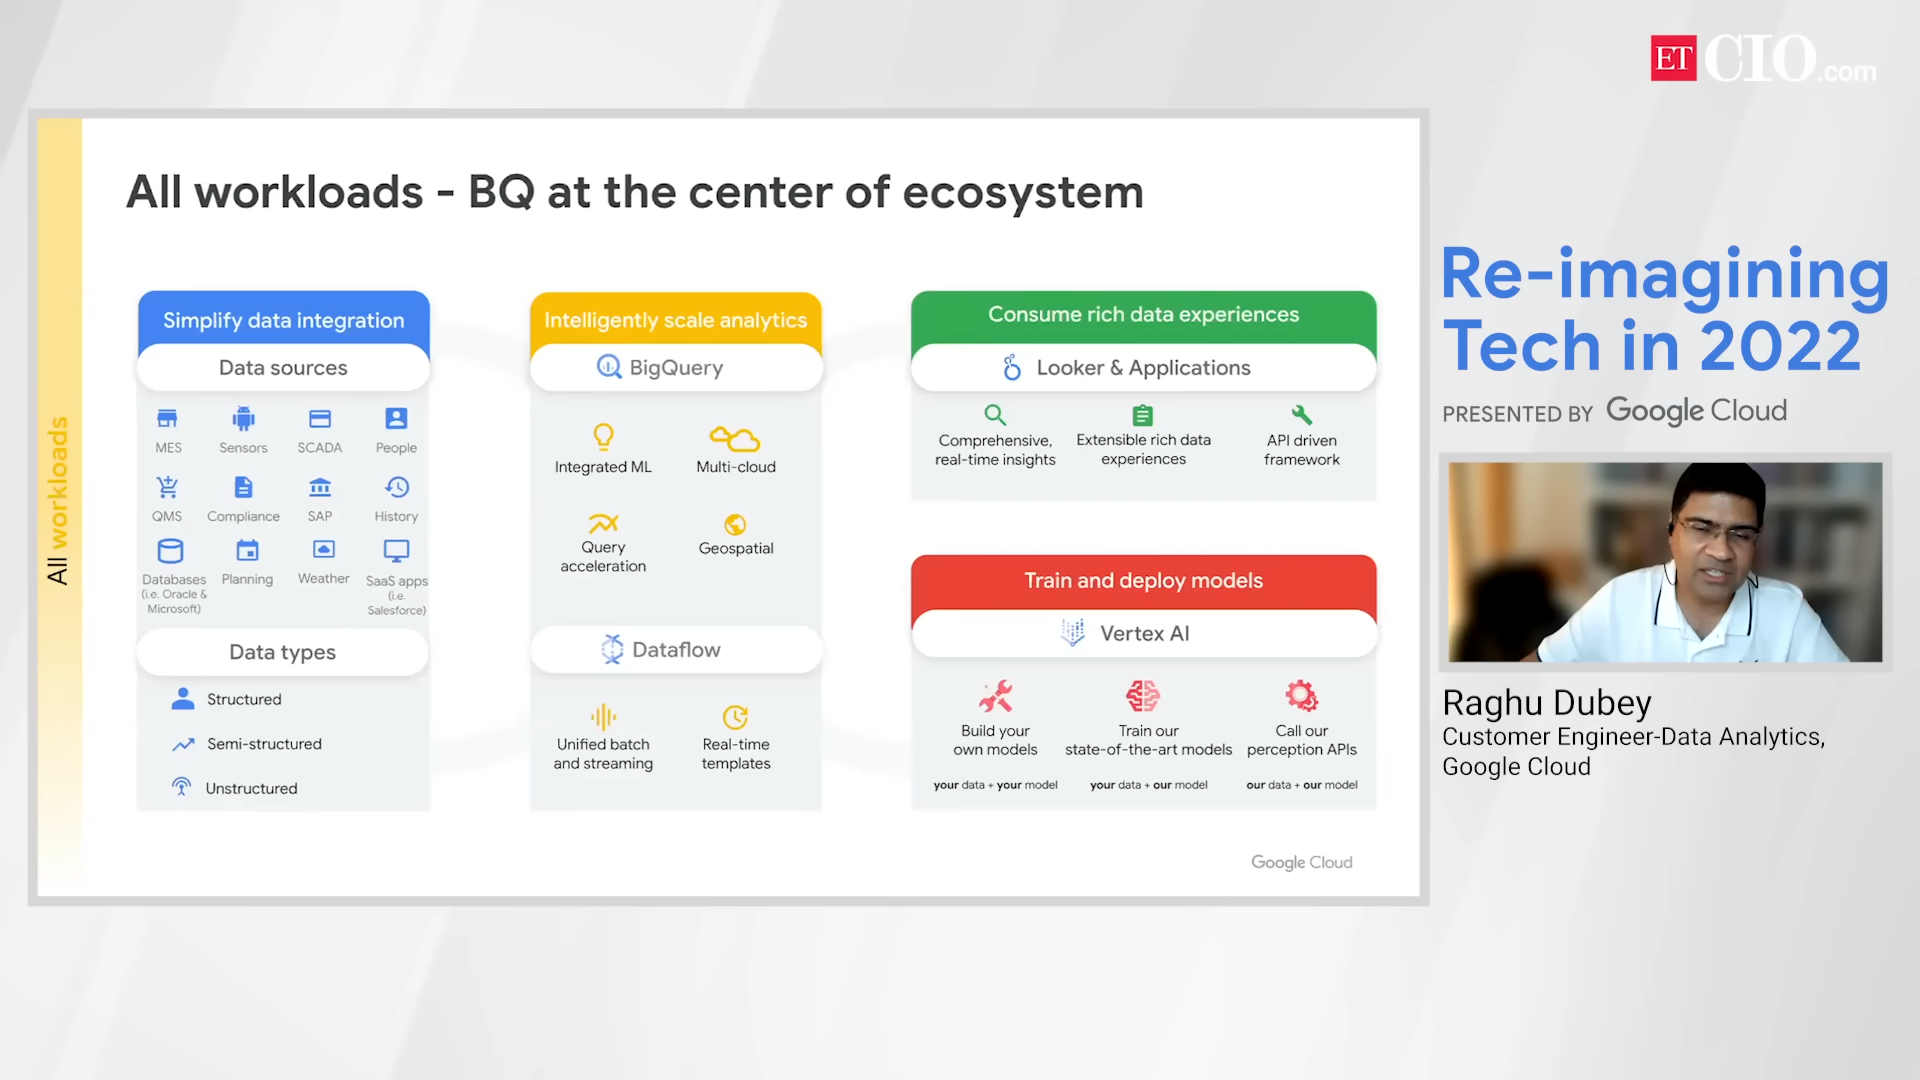 ET CIO.com
All workloads
All workloads - BQ at the center of ecosystem
Simplify data integration
Data sources
MES
Sensors
SCADA
People
QMS
Compliance
SAP
History
Databases
(i.e. Oracle &
Microsoft)
Planning
Weather
SaaS apps
(i.e.
Salesforce)
Data types
Structured
Semi-structured
Unstructured
Intelligently scale analytics
BigQuery
Integrated ML
Multi-cloud
Query
acceleration
Geospatial
Dataflow
Unified batch
and streaming
Real-time
templates
Consume rich data experiences
Looker & Applications
Comprehensive,
real-time insights
Extensible rich data
experiences
API driven
framework
Train and deploy models
Vertex AI
Build your
own models
your data + your model
Train our
state-of-the-art models
your data + our model
Call our
perception APIs
our data + our model
Google Cloud
Re-imagining
Tech in 2022
PRESENTED BY Google Cloud
Raghu Dubey
Customer Engineer-Data Analytics,
Google Cloud